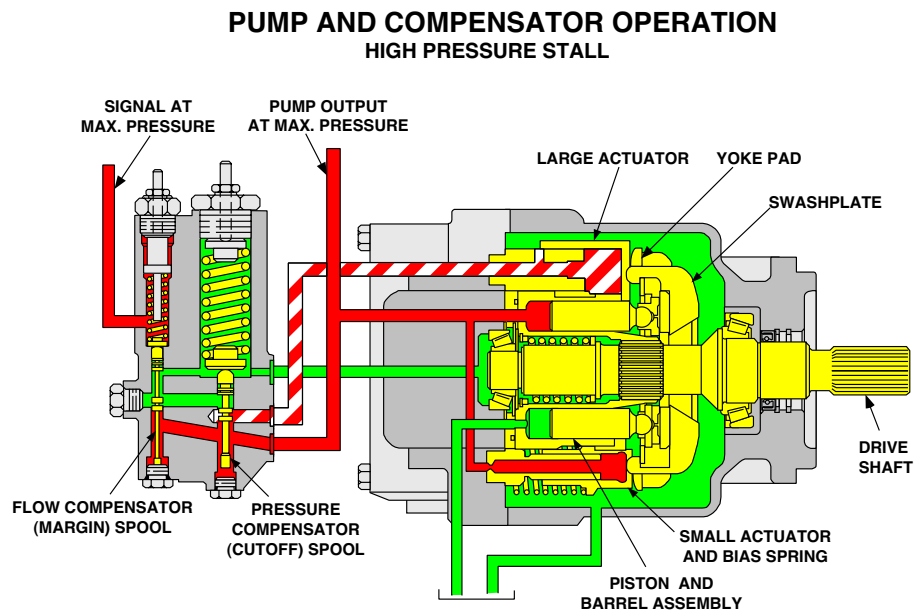 PUMP AND COMPENSATOR OPERATION
HIGH PRESSURE STALL
SIGNAL AT
MAX. PRESSURE
PUMP OUTPUT
AT MAX. PRESSURE
LARGE ACTUATOR
YOKE PAD
SWASHPLATE
DRIVE
SHAFT
FLOW COMPENSATOR
(MARGIN) SPOOL
PRESSURE
COMPENSATOR
(CUTOFF) SPOOL
SMALL ACTUATOR
AND BIAS SPRING
PISTON AND
BARREL ASSEMBLY